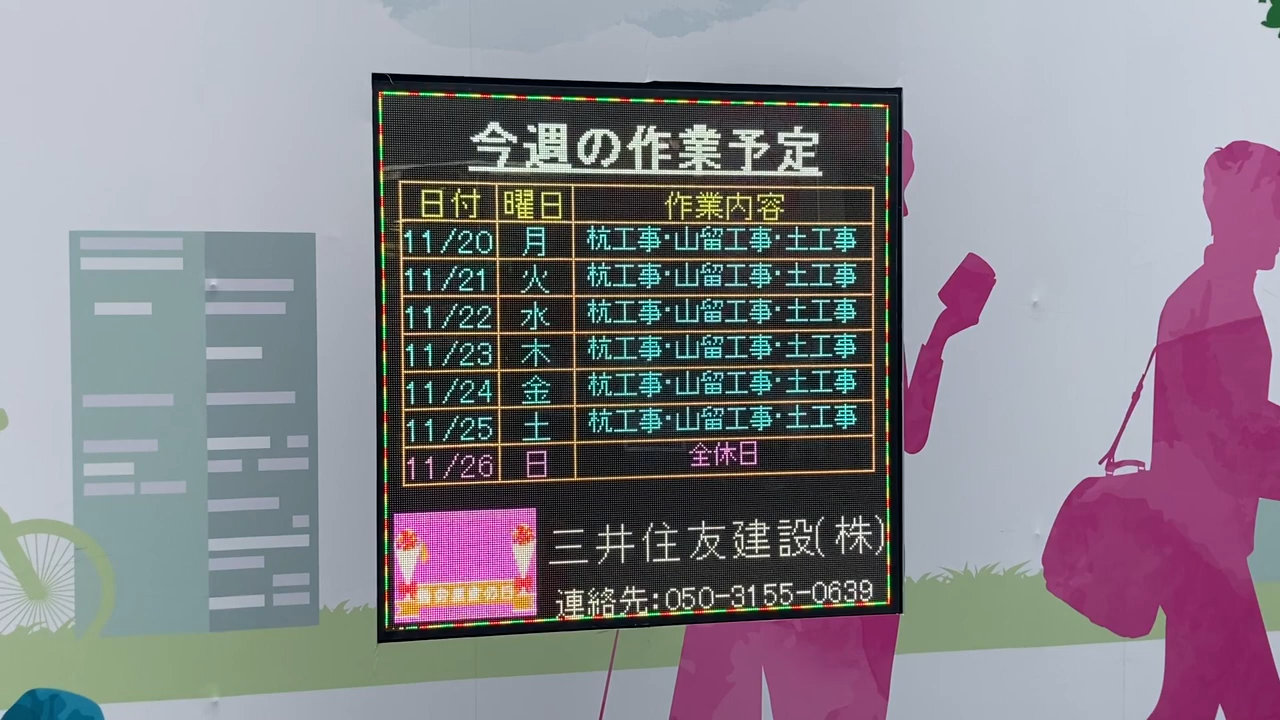 今週の作業予定
日付 曜日 作業内容
11/20 月 杭工事・山留工事・土工事
11/21 火 杭工事・山留工事・土工事
11/22 水 杭工事・山留工事・土工事
11/23 木 杭工事・山留工事・土工事
11/24 金 杭工事・山留工事・土工事
11/25 土 杭工事・山留工事・土工事
11/26 日 全休日
三井住友建設(株)
連絡先:050-3155-0639